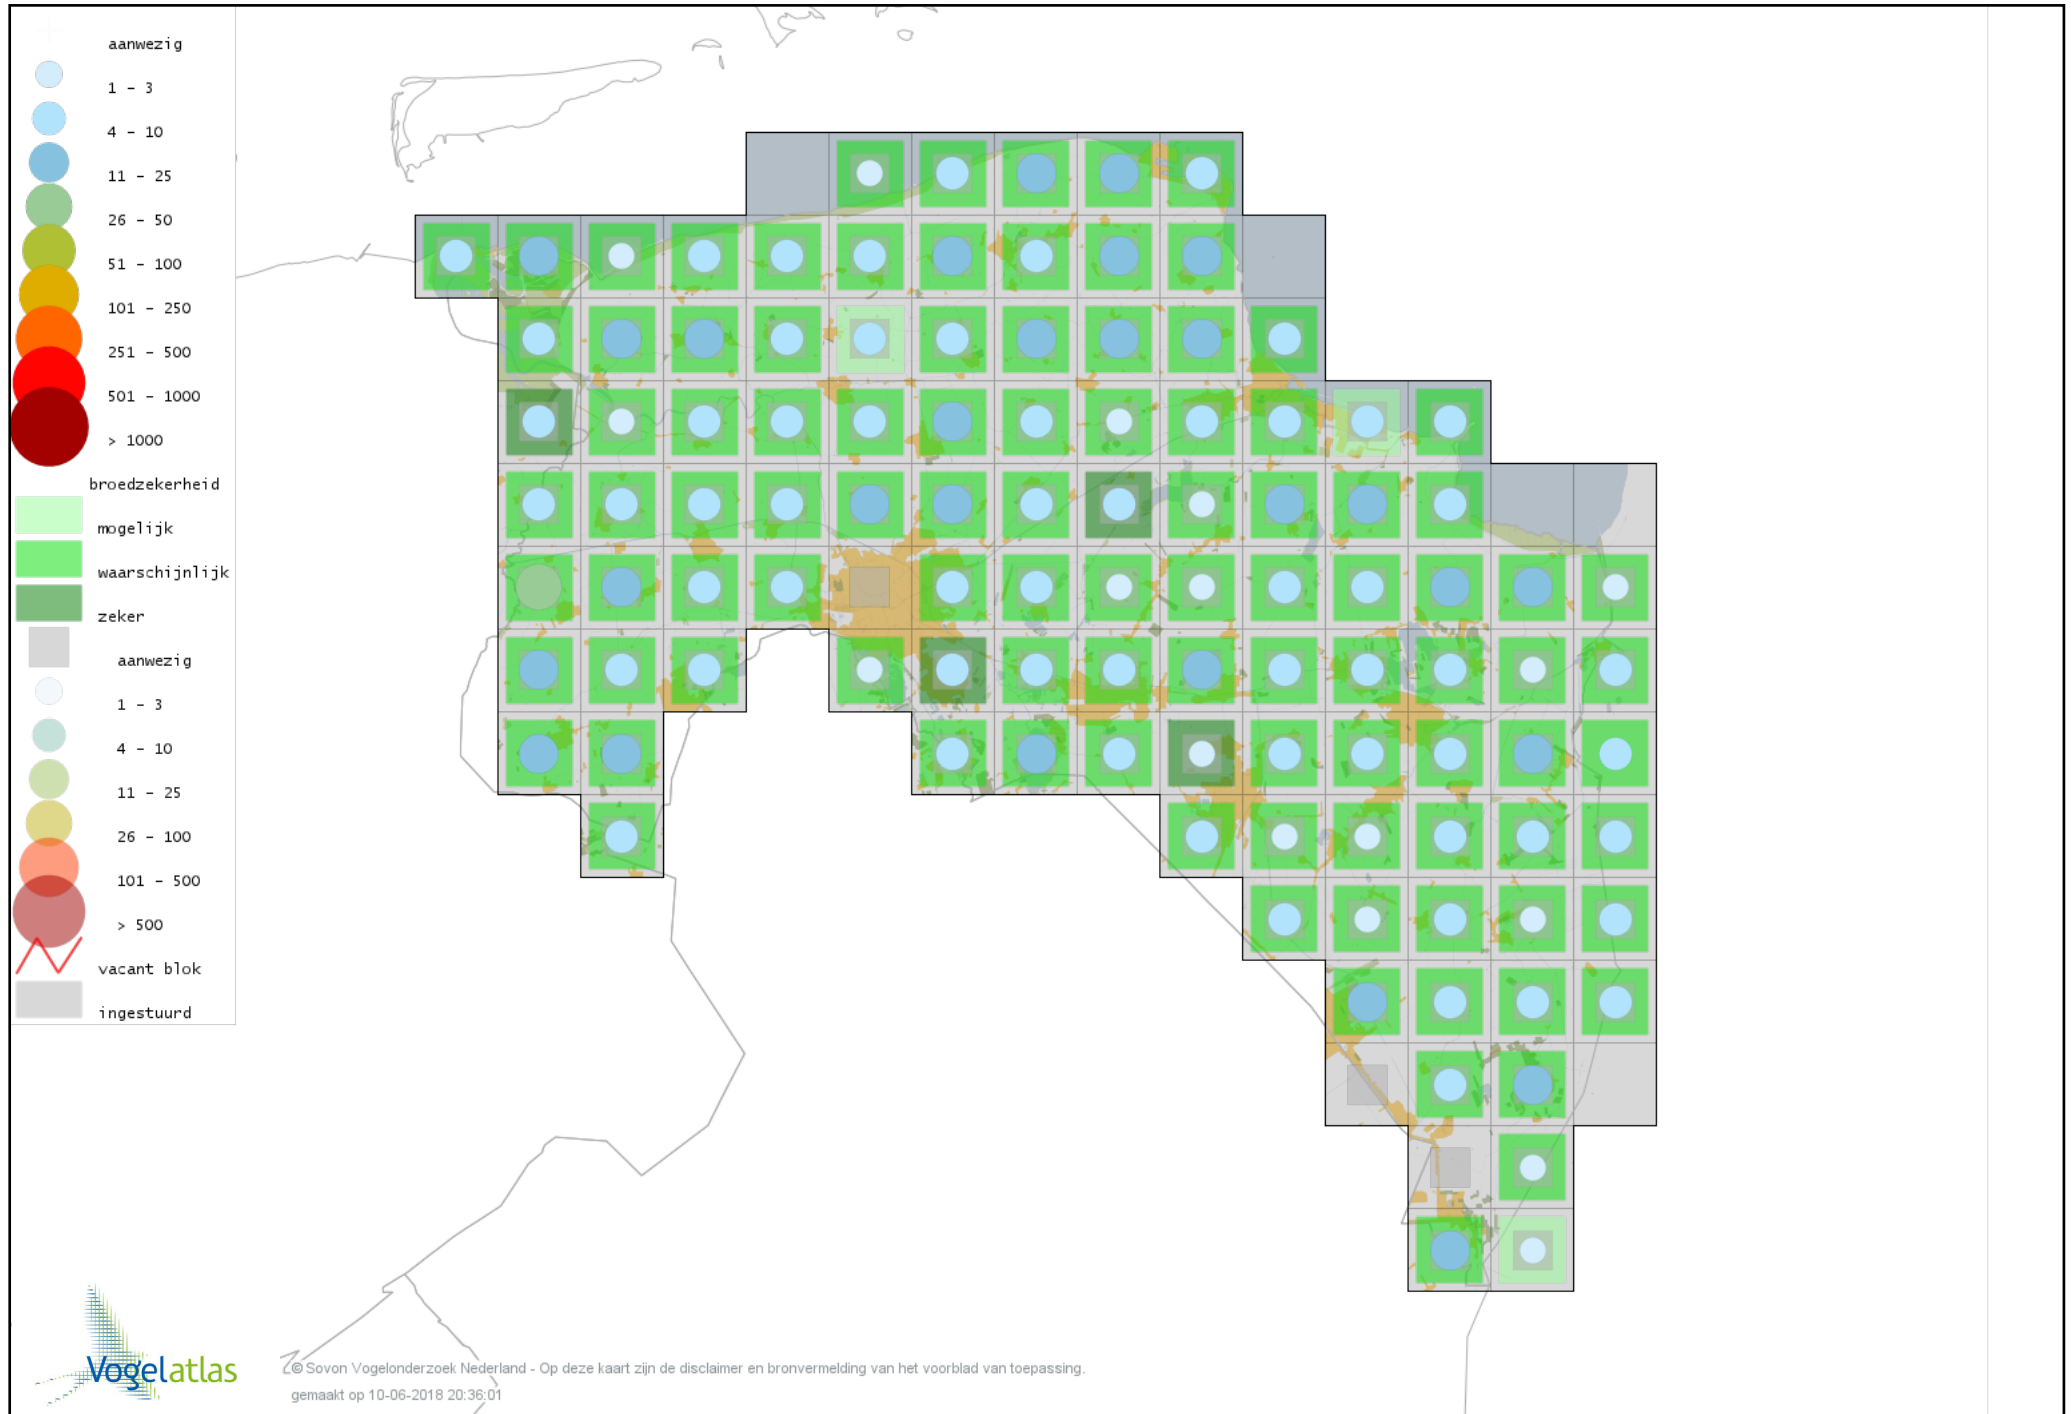 aanwezig
1 - 3
4 - 10
11 - 25
26 - 50
51 - 100
101 - 250
251 - 500
501 - 1000
> 1000
broedzekerheid
mogelijk
waarschijnlijk
zeker
aanwezig
1 - 3
4 - 10
11 - 25
26 - 100
101 - 500
> 500
vacant blok
ingestuurd
Vogelatlas
© Sovon Vogelonderzoek Nederland - Op deze kaart zijn de disclaimer en bronvermelding van het voorblad van toepassing.
gemaakt op 10-06-2018 20:36:01